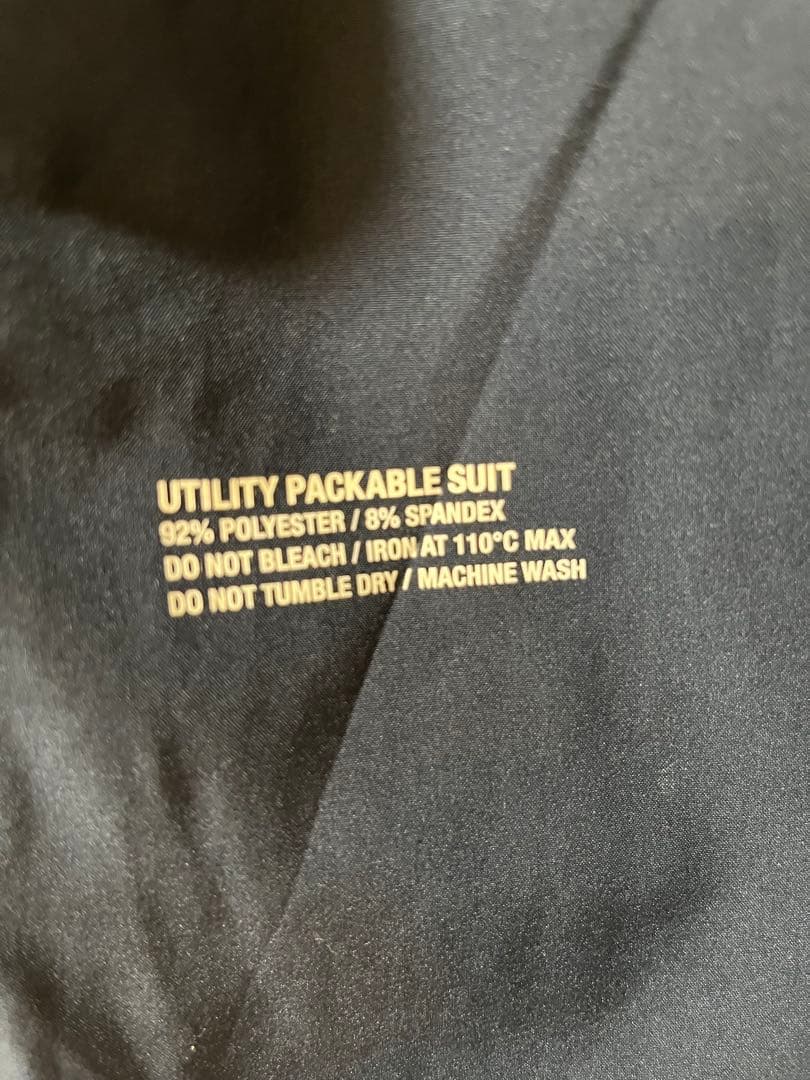 UTILITY PACKABLE SUIT
92% POLYESTER / 8% SPANDEX
DO NOT BLEACH / IRON AT 110°C MAX
DO NOT TUMBLE DRY / MACHINE WASH